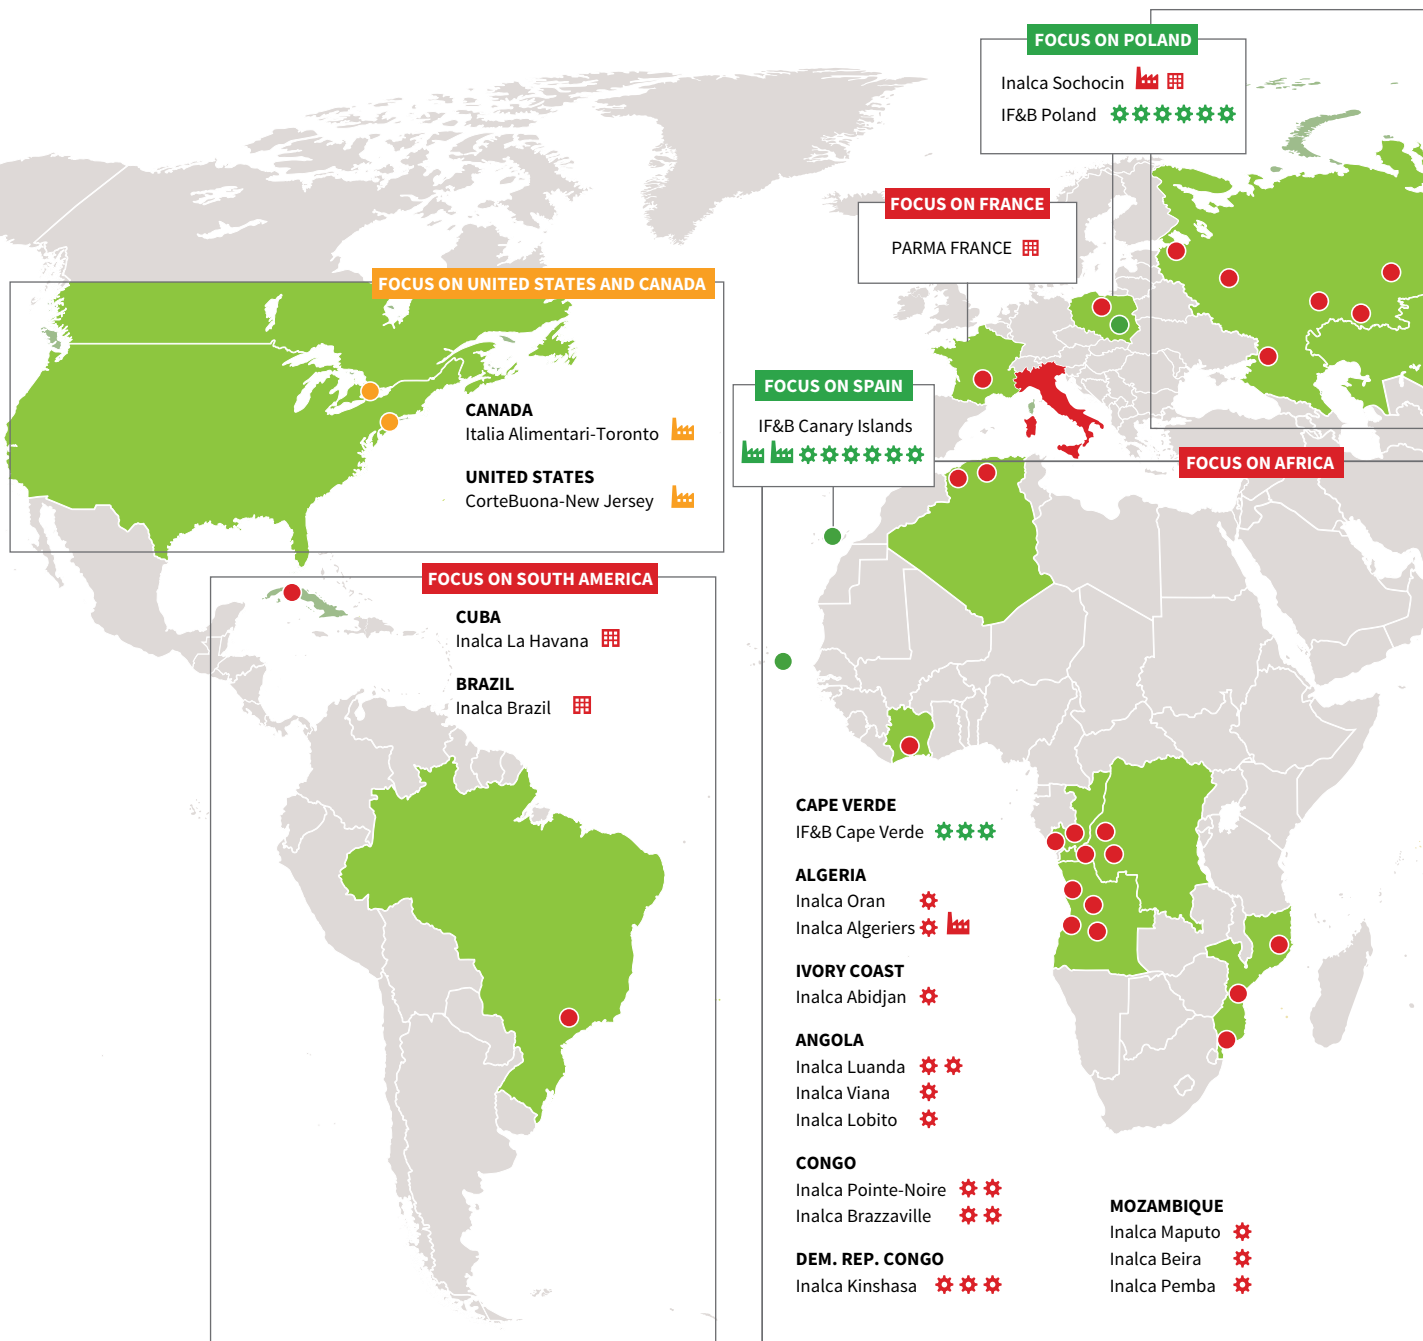 FOCUS ON POLAND
Inalca Sochocin
IF&B Poland
FOCUS ON FRANCE
PARMA FRANCE
FOCUS ON UNITED STATES AND CANADA
CANADA
Italia Alimentari-Toronto
UNITED STATES
CorteBuona-New Jersey
FOCUS ON SPAIN
IF&B Canary Islands
FOCUS ON AFRICA
FOCUS ON SOUTH AMERICA
CUBA
Inalca La Havana
BRAZIL
Inalca Brazil
CAPE VERDE
IF&B Cape Verde
ALGERIA
Inalca Oran
Inalca Algeriers
IVORY COAST
Inalca Abidjan
ANGOLA
Inalca Luanda
Inalca Viana
Inalca Lobito
CONGO
Inalca Pointe-Noire
Inalca Brazzaville
DEM. REP. CONGO
Inalca Kinshasa
MOZAMBIQUE
Inalca Maputo
Inalca Beira
Inalca Pemba